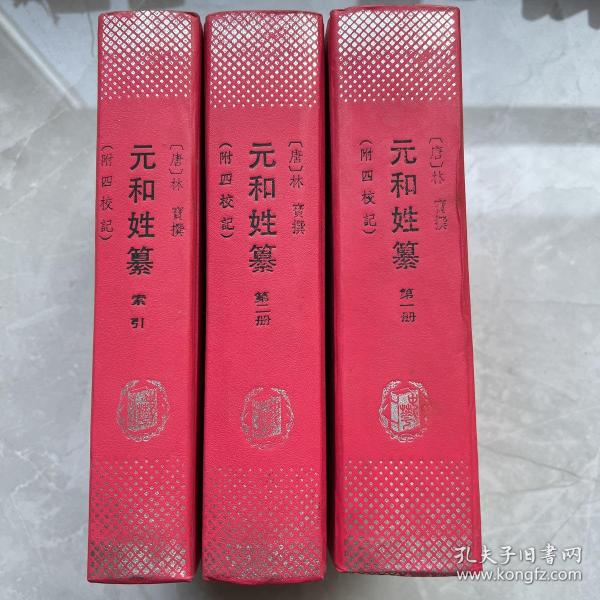 〔唐〕林寶撰
元和姓纂
（附四校記）
索引
〔唐〕林寶撰
元和姓纂
（附四校記）
第二册
〔唐〕林寶撰
元和姓纂
（附四校記）
第一册
孔夫子旧书网
www.kongfz.com